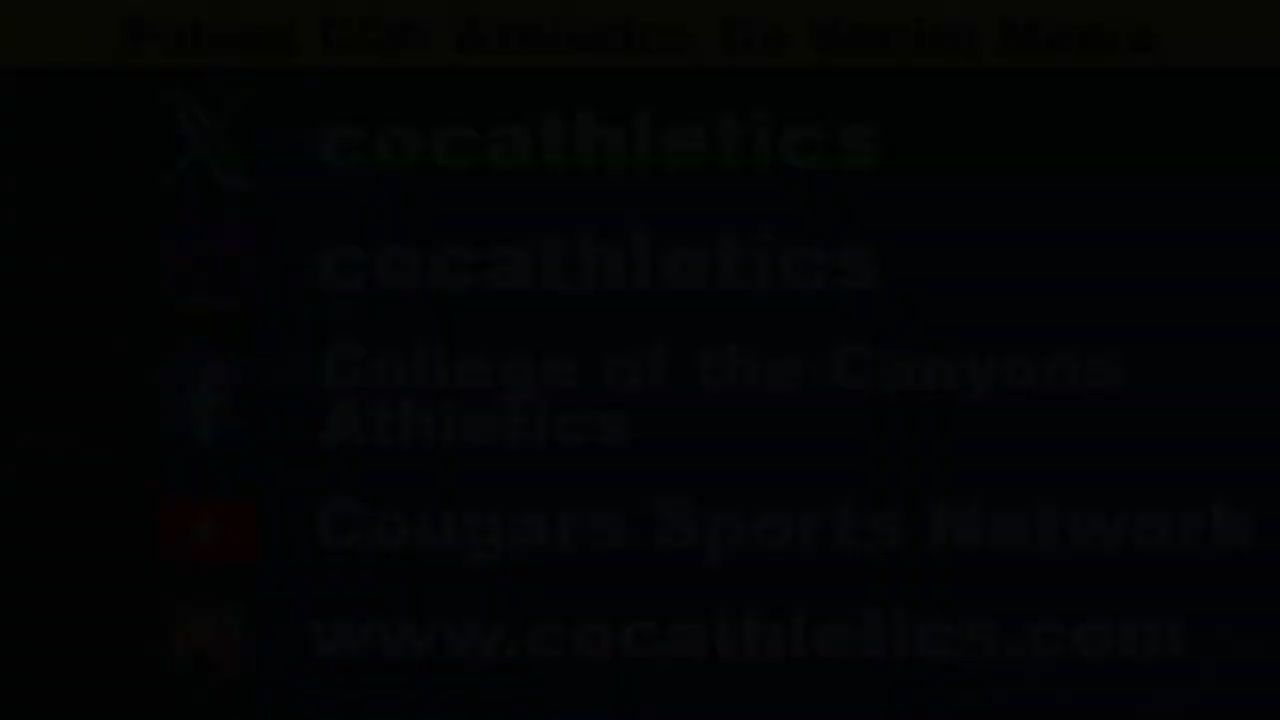 Follow COC Athletics On Social Media
cocathletics
cocathletics
College of the Canyons
Athletics
Cougars Sports Network
www.cocathletics.com